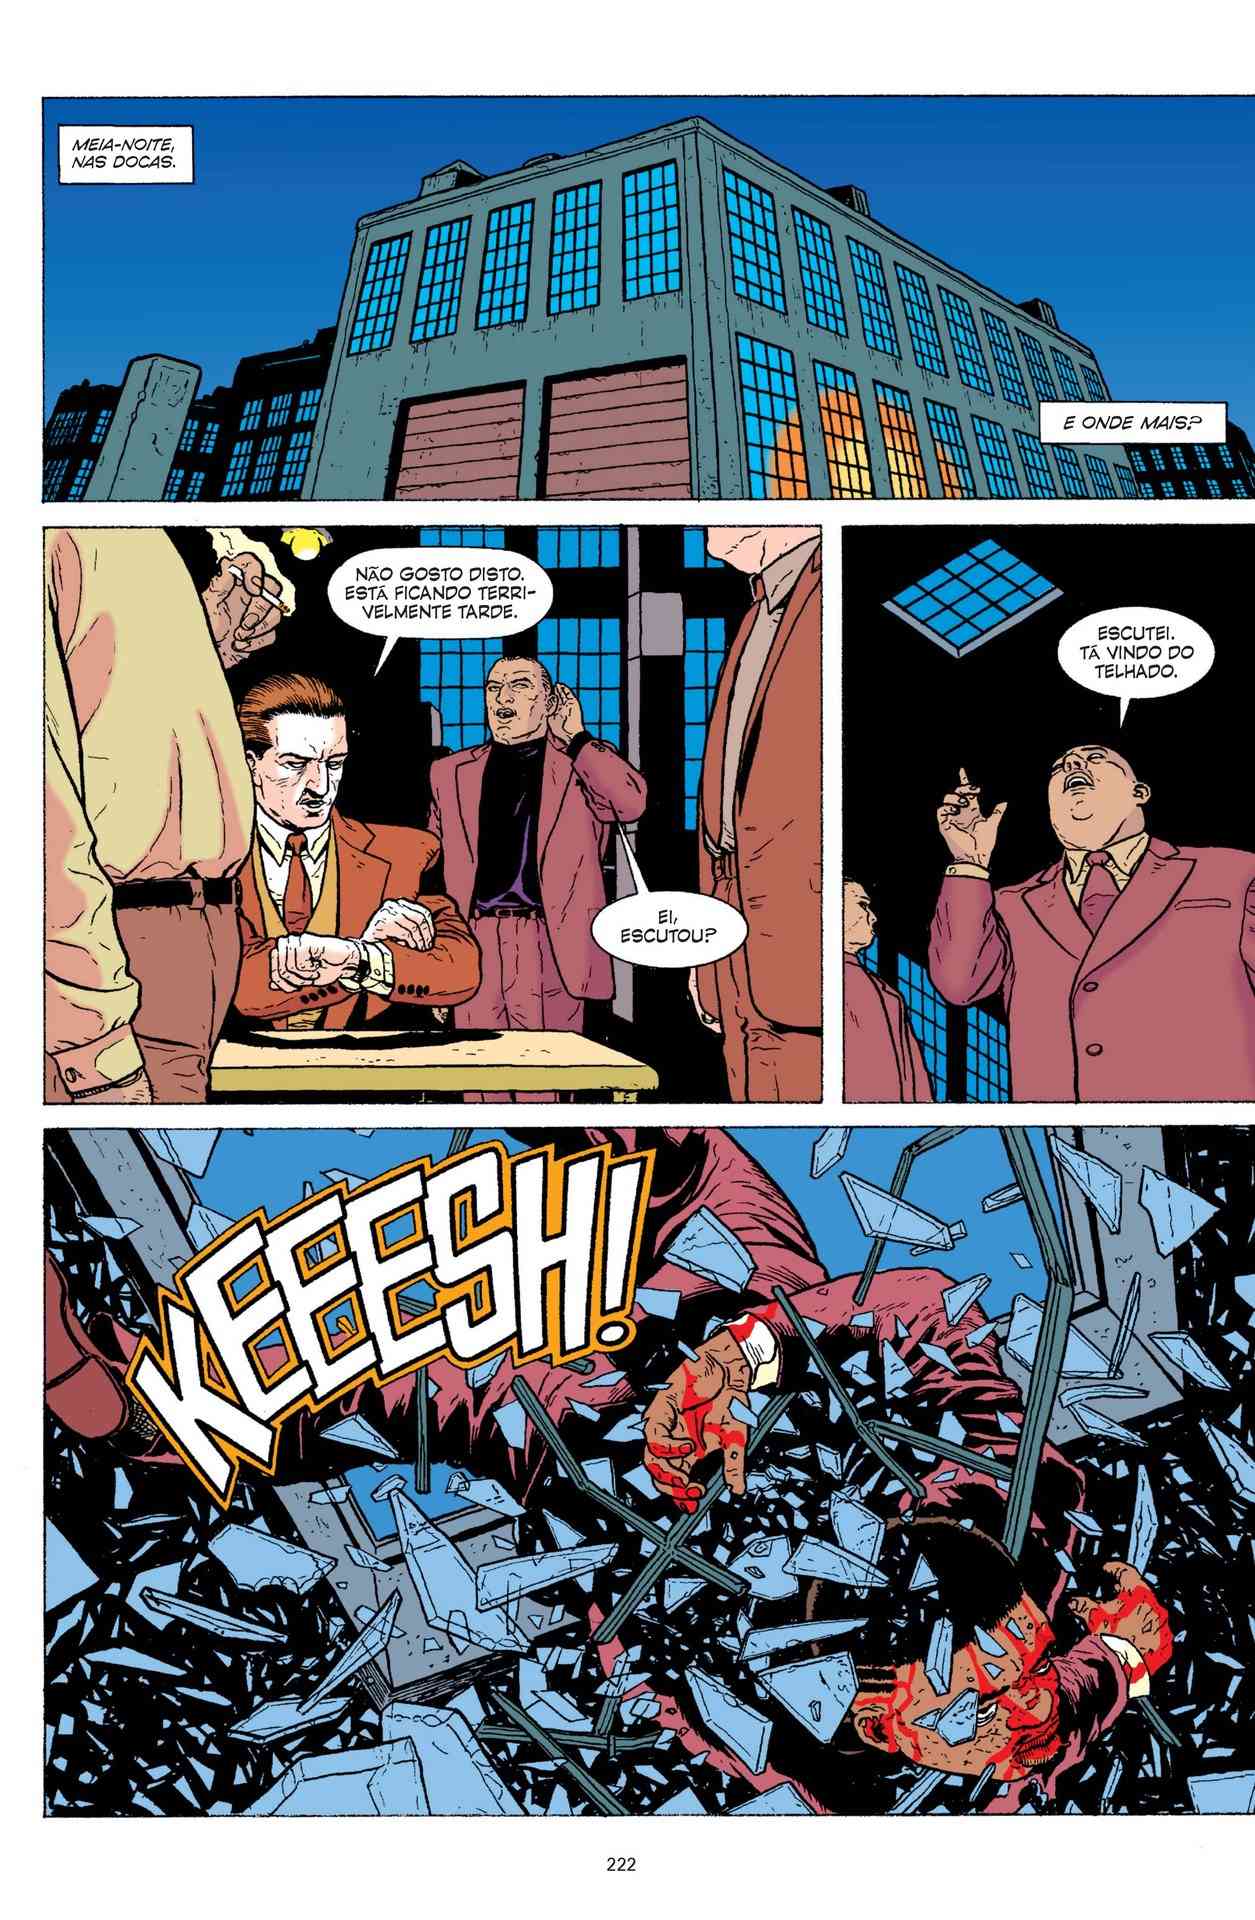 MEIA-NOITE,
NAS DOCAS.
E ONDE MAIS?
NÃO GOSTO DISTO.
ESTÁ FICANDO TERRI-
VELMENTE TARDE.
EI,
ESCUTOU?
ESCUTEI.
TÁ VINDO DO
TELHADO.
KEEESH!
222